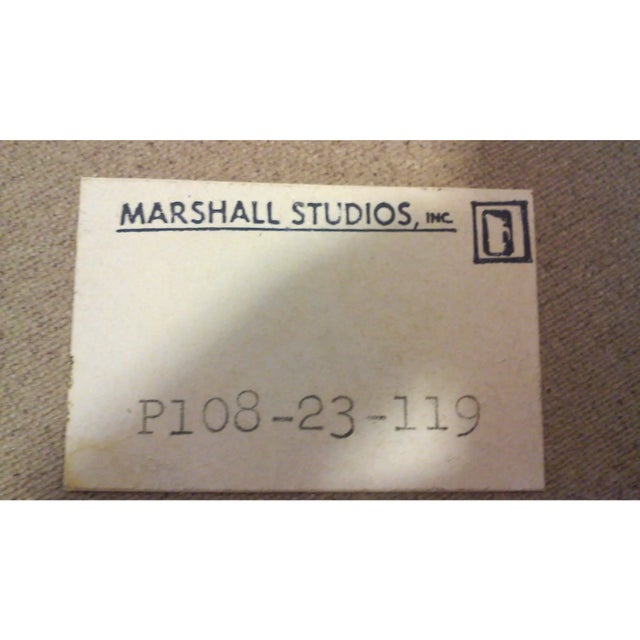 MARSHALL STUDIOS, INC.
P108-23-119